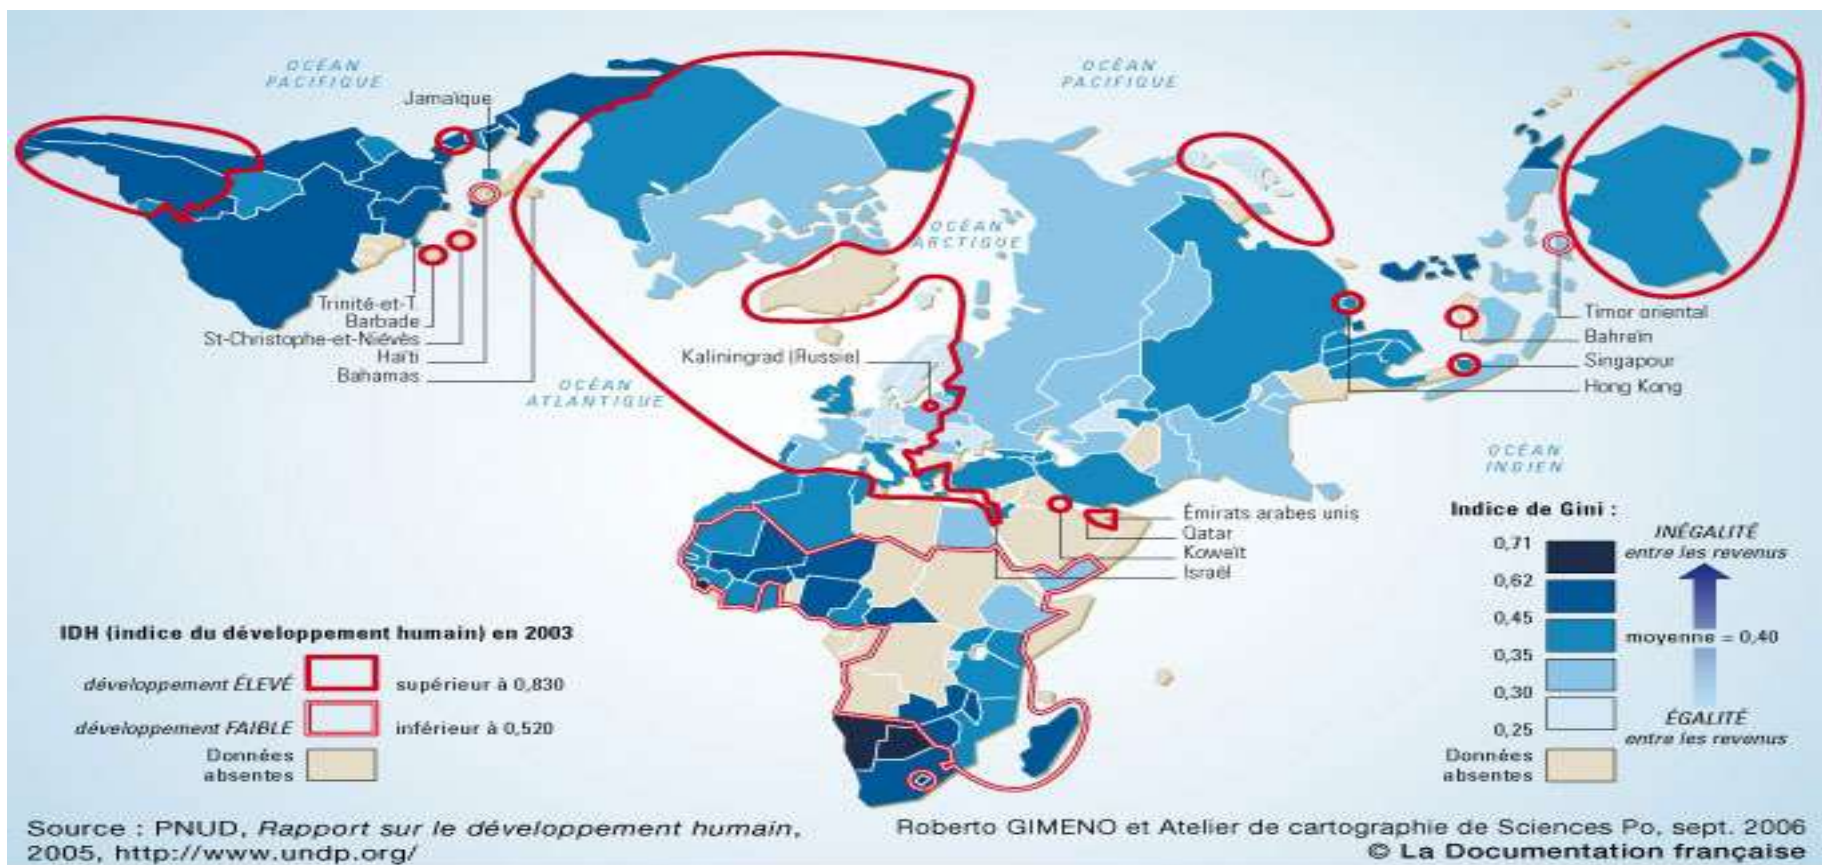 OCÉAN
PACIFIQUE
OCÉAN
PACIFIQUE
Jamaïque
OCÉAN
ARCTIQUE
Trinité-et-T.
Barbade
St-Christophe-et-Niévès
Haïti
Bahamas
OCÉAN
ATLANTIQUE
Kaliningrad (Russie)
Timor oriental
Bahreïn
Singapour
Hong Kong
OCÉAN
INDIEN
Émirats arabes unis
Qatar
Koweït
Israël
Indice de Gini :
0,71
0,62
0,45
0,35
0,30
0,25
INÉGALITÉ
entre les revenus
moyenne = 0,40
ÉGALITÉ
entre les revenus
Données
absentes
IDH (indice du développement humain) en 2003
développement ÉLEVÉ supérieur à 0,830
développement FAIBLE inférieur à 0,520
Données
absentes
Source : PNUD, Rapport sur le développement humain,
2005, http://www.undp.org/
Roberto GIMENO et Atelier de cartographie de Sciences Po, sept. 2006
© La Documentation française